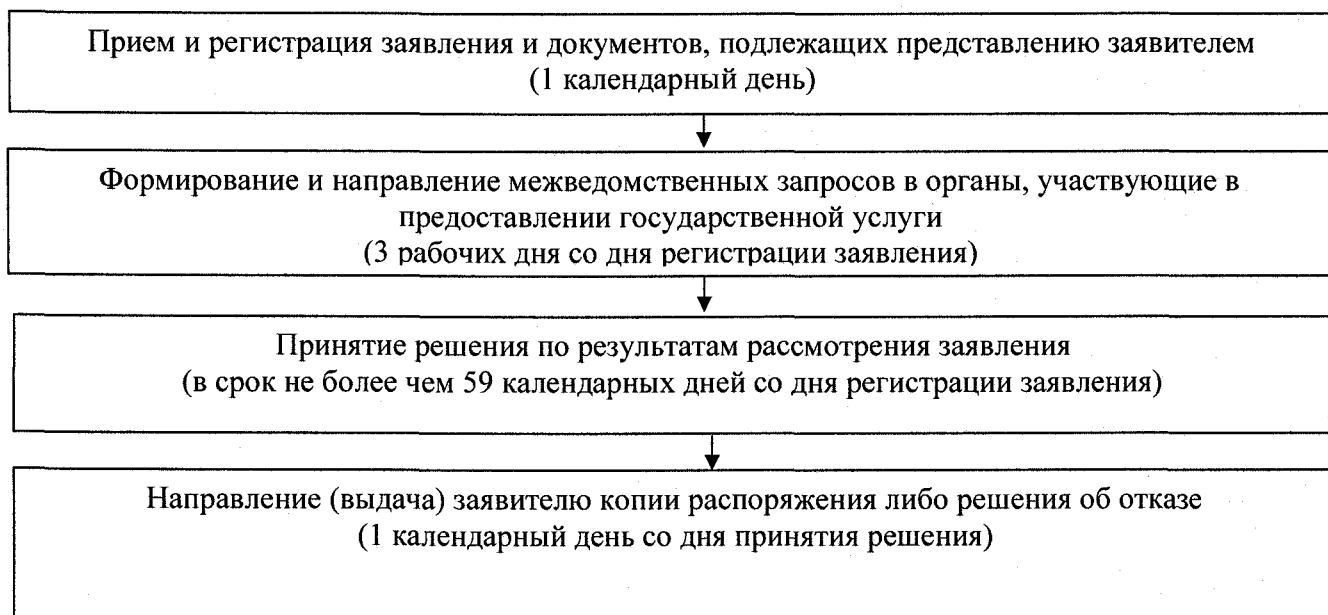 Прием и регистрация заявления и документов, подлежащих представлению заявителем
(1 календарный день)
Формирование и направление межведомственных запросов в органы, участвующие в
предоставлении государственной услуги
(3 рабочих дня со дня регистрации заявления)
Принятие решения по результатам рассмотрения заявления
(в срок не более чем 59 календарных дней со дня регистрации заявления)
Направление (выдача) заявителю копии распоряжения либо решения об отказе
(1 календарный день со дня принятия решения)